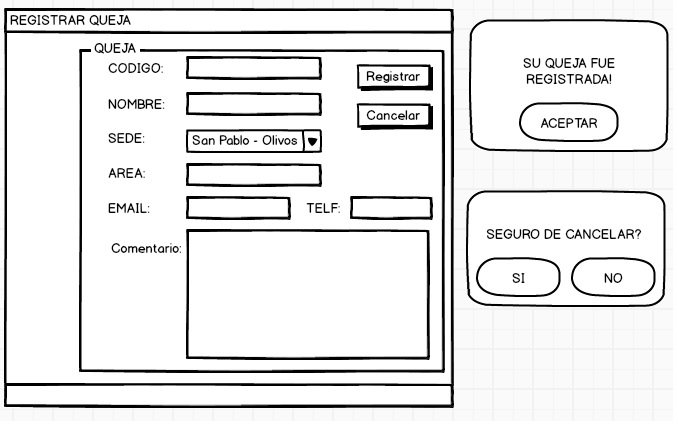 REGISTRAR QUEJA
QUEJA
CODIGO:
Registrar
NOMBRE:
Cancelar
SEDE: San Pablo - Olivos
AREA:
EMAIL: TELF:
Comentario:
SU QUEJA FUE
REGISTRADA!
ACEPTAR
SEGURO DE CANCELAR?
SI NO